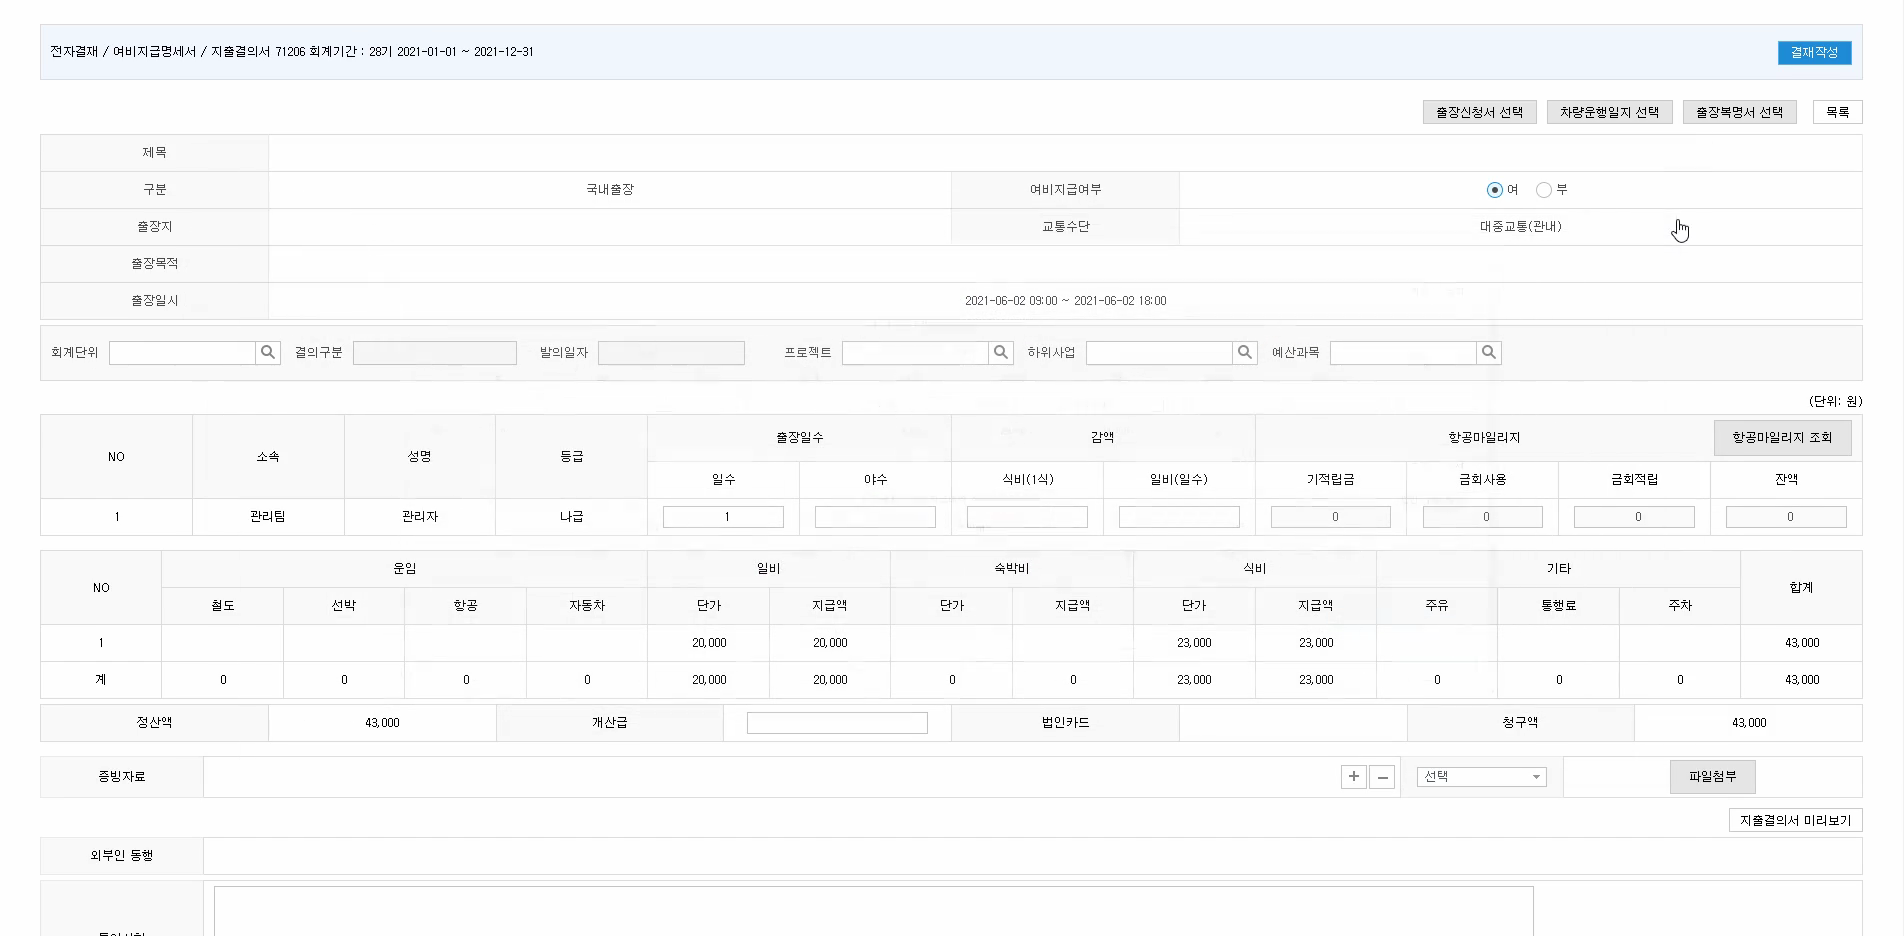 전자결재 / 여비지급명세서 / 지출결의서 71206 회계기간 : 28기 2021-01-01 ~ 2021-12-31
결재작성
출장신청서 선택 차량운행일지 선택 출장복명서 선택 목록
제목
구분 국내출장 여비지급여부 여 부
출장지 교통수단 대중교통(관내)
출장목적
출장일시 2021-06-02 09:00 ~ 2021-06-02 18:00
회계단위 결의구분 발의일자 프로젝트 하위사업 예산과목
(단위: 원)
NO 소속 성명 등급 출장일수 감액 항공마일리지 항공마일리지 조회
일수 야수 식비(1식) 일비(일수) 기적립금 금회사용 금회적립 잔액
1 관리팀 관리자 나급 1 0 0 0 0
NO 운임 일비 숙박비 식비 기타 합계
철도 선박 항공 자동차 단가 지급액 단가 지급액 단가 지급액 주유 통행료 주차
1 20,000 20,000 23,000 23,000 43,000
계 0 0 0 0 20,000 20,000 0 0 23,000 23,000 0 0 0 43,000
정산액 43,000 개산급 법인카드 청구액 43,000
증빙자료 + - 선택 파일첨부
지출결의서 미리보기
외부인 동행